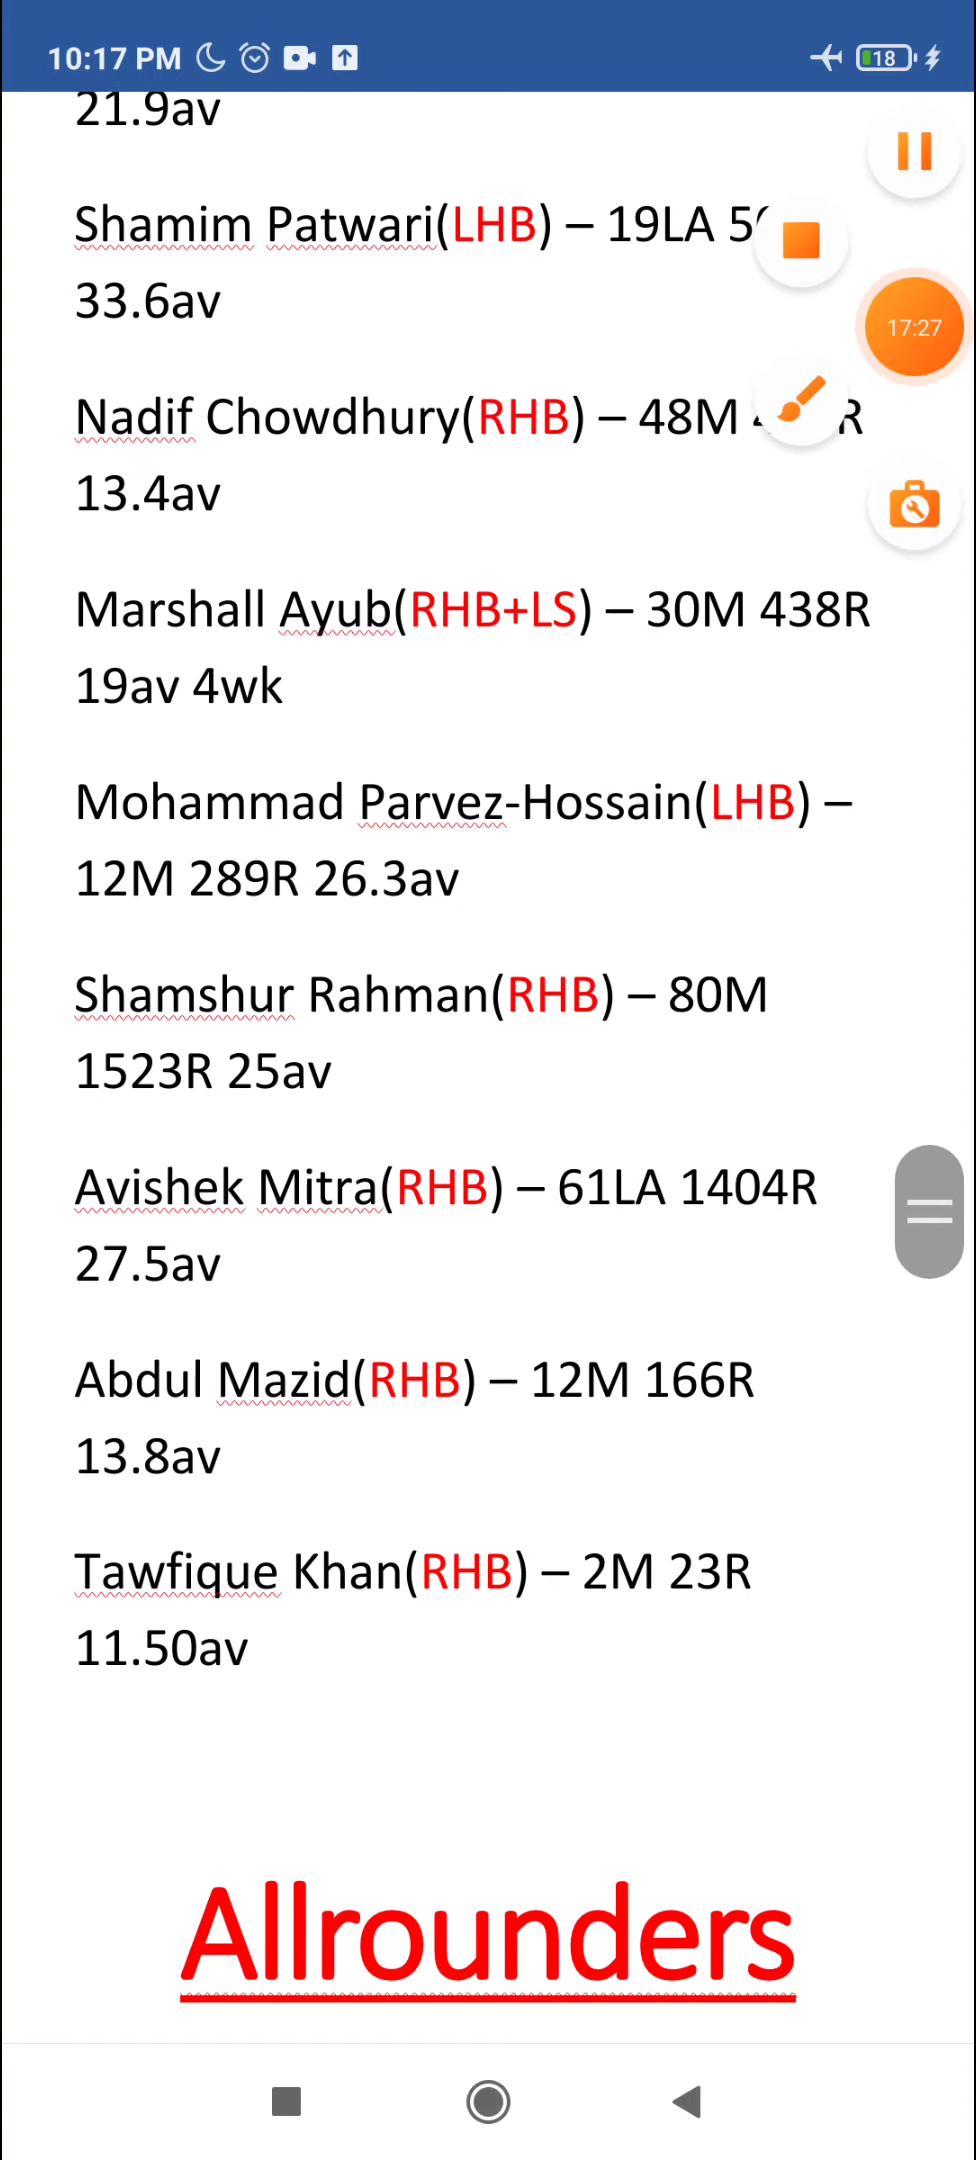 10:17 PM
18
21.9av
Shamim Patwari(LHB) – 19LA
33.6av
17:27
Nadif Chowdhury(RHB) – 48M
13.4av
Marshall Ayub(RHB+LS) – 30M 438R
19av 4wk
Mohammad Parvez-Hossain(LHB) –
12M 289R 26.3av
Shamshur Rahman(RHB) – 80M
1523R 25av
Avishek Mitra(RHB) – 61LA 1404R
27.5av
Abdul Mazid(RHB) – 12M 166R
13.8av
Tawfique Khan(RHB) – 2M 23R
11.50av
Allrounders